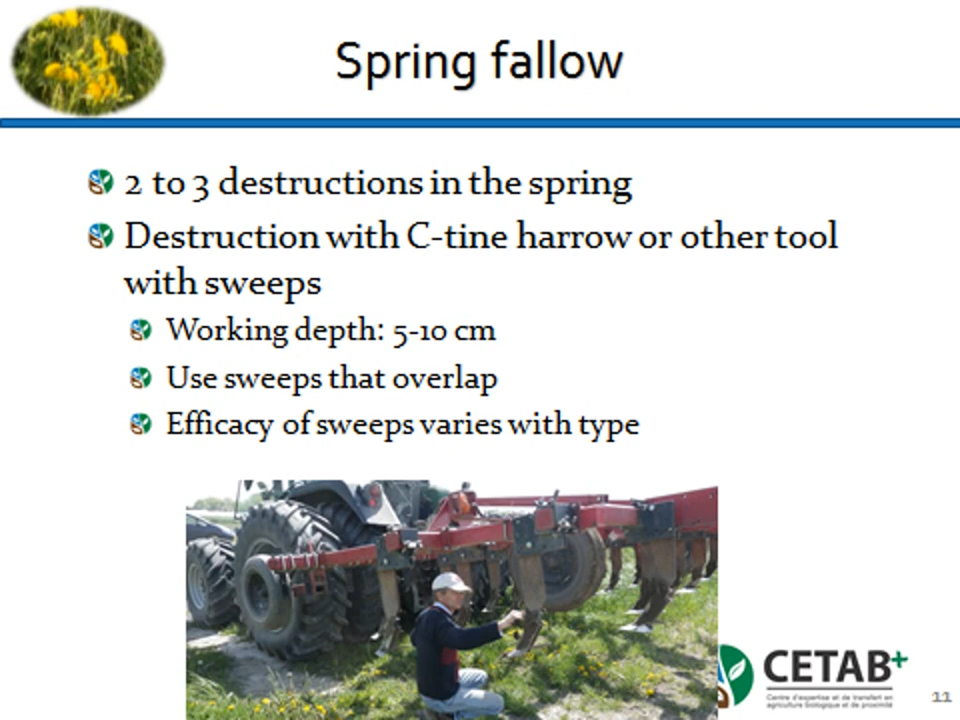 Spring fallow
2 to 3 destructions in the spring
Destruction with C-tine harrow or other tool
with sweeps
Working depth: 5-10 cm
Use sweeps that overlap
Efficacy of sweeps varies with type
CETAB+
Centre d'expertise et de transfert en
agriculture biologique et de proximité
11